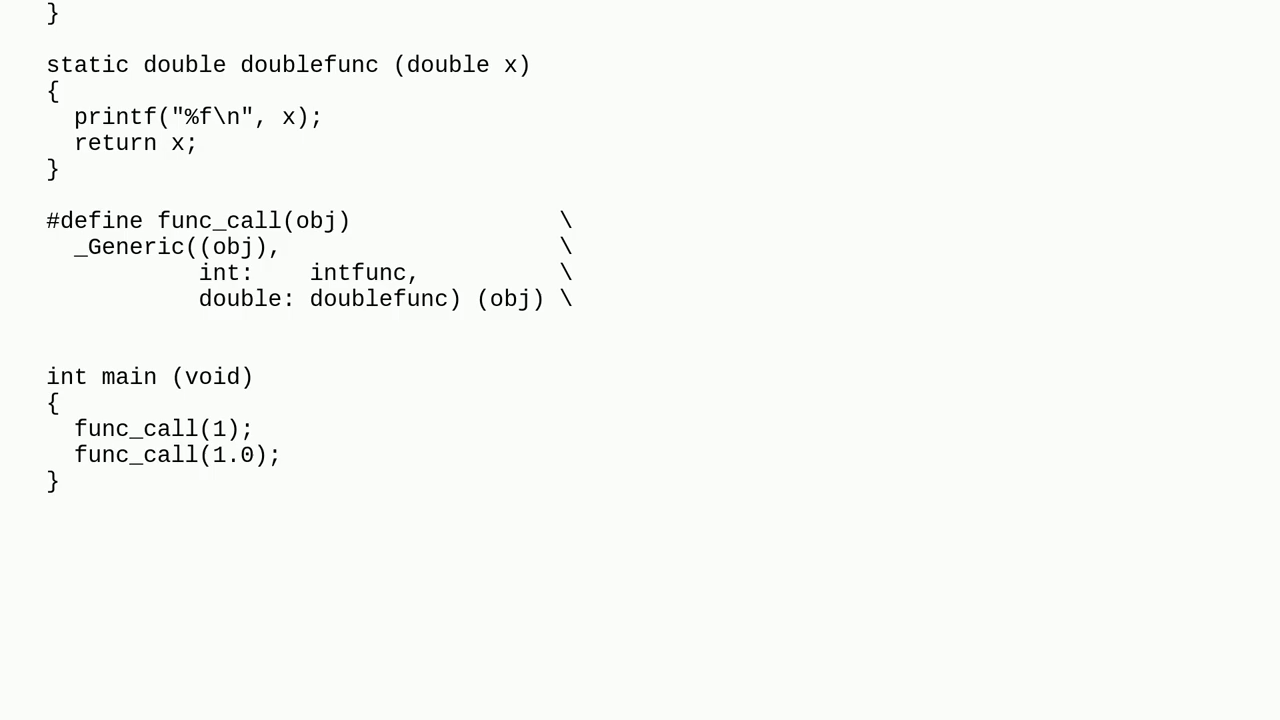 }

static double doublefunc (double x)
{
  printf("%f\n", x);
  return x;
}

#define func_call(obj)               \
  _Generic((obj),                    \
           int:    intfunc,          \
           double: doublefunc) (obj) \


int main (void)
{
  func_call(1);
  func_call(1.0);
}